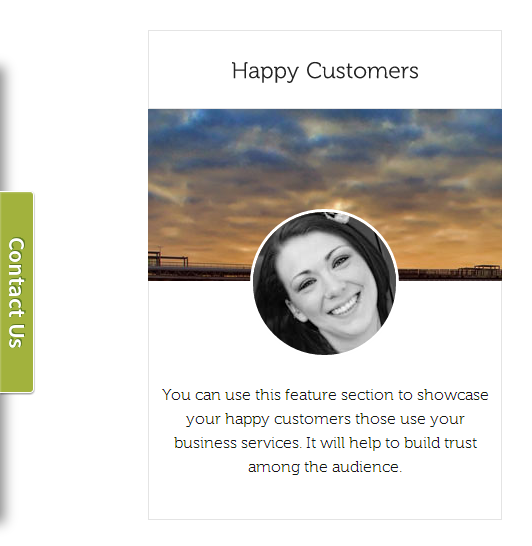 Happy Customers
Contact Us
You can use this feature section to showcase
your happy customers those use your
business services. It will help to build trust
among the audience.